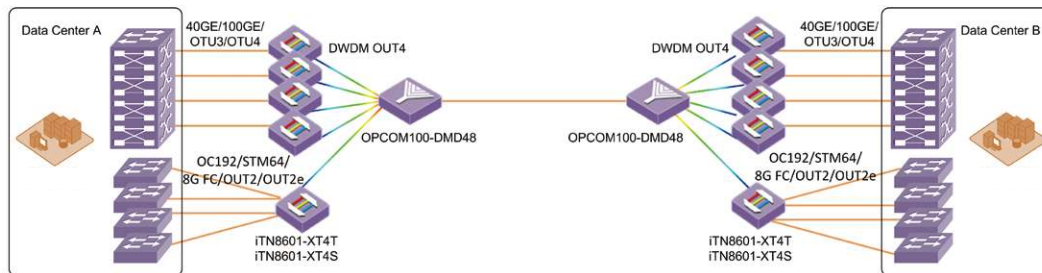 Data Center A
40GE/100GE/
OTU3/OTU4
DWDM OUT4
OPCOM100-DMD48
OC192/STM64/
8G FC/OUT2/OUT2e
iTN8601-XT4T
iTN8601-XT4S
DWDM OUT4
40GE/100GE/
OTU3/OTU4
Data Center B
OPCOM100-DMD48
OC192/STM64/
8G FC/OUT2/OUT2e
iTN8601-XT4T
iTN8601-XT4S